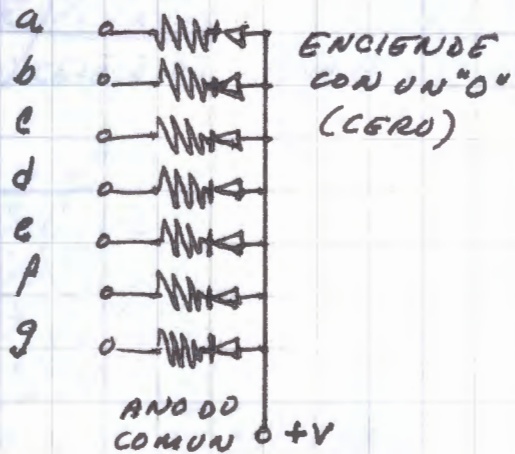 a
b
c
d
e
f
g
ENCIENDE
CON UN "0"
(CERO)
ANODO
COMUN +V